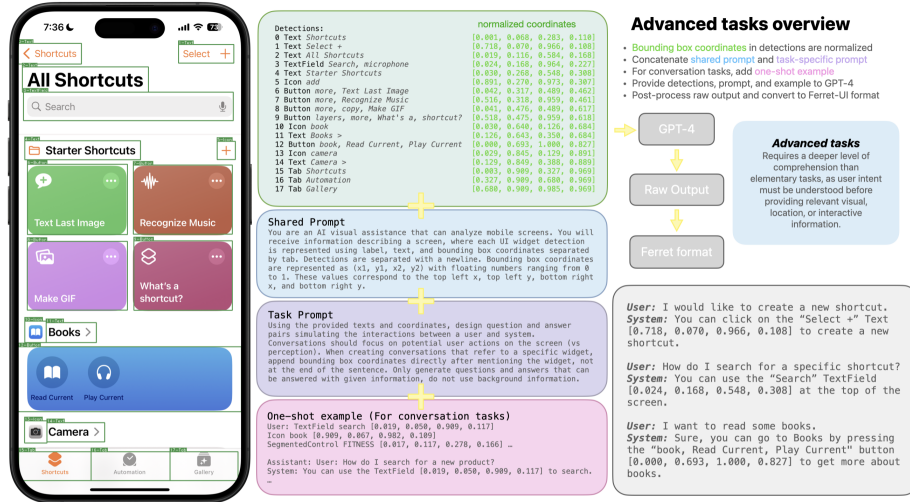 7:36
73
Shortcuts
Select +
All Shortcuts
Search
Starter Shortcuts
Text Last Image
Recognize Music
Make GIF
What's a
shortcut?
Books >
Read Current
Play Current
Camera >
Shortcuts
Automation
Gallery
normalized coordinates
Detections:
0 Text Shortcuts [0.001, 0.068, 0.283, 0.110]
1 Text Select + [0.718, 0.070, 0.966, 0.108]
2 Text All Shortcuts [0.019, 0.116, 0.584, 0.168]
3 TextField Search, microphone [0.024, 0.168, 0.964, 0.227]
4 Text Starter Shortcuts [0.030, 0.268, 0.548, 0.308]
5 Icon add [0.891, 0.270, 0.973, 0.307]
6 Button more, Text Last Image [0.042, 0.317, 0.489, 0.462]
7 Button more, Recognize Music [0.516, 0.318, 0.959, 0.461]
8 Button more, copy, Make GIF [0.041, 0.476, 0.489, 0.617]
9 Button layers, more, What's a, shortcut? [0.518, 0.475, 0.959, 0.618]
10 Icon book [0.030, 0.640, 0.126, 0.684]
11 Text Books > [0.126, 0.643, 0.350, 0.684]
12 Button book, Read Current, Play Current [0.000, 0.693, 1.000, 0.827]
13 Icon camera [0.029, 0.845, 0.129, 0.891]
14 Text Camera > [0.129, 0.849, 0.388, 0.889]
15 Tab Shortcuts [0.003, 0.909, 0.327, 0.969]
16 Tab Automation [0.327, 0.909, 0.680, 0.969]
17 Tab Gallery [0.680, 0.909, 0.985, 0.969]
Shared Prompt
You are an AI visual assistance that can analyze mobile screens. You will
receive information describing a screen, where each UI widget detection
is represented using label, text, and bounding box coordinates separated
by tab. Detections are separated with a newline. Bounding box coordinates
are represented as (x1, y1, x2, y2) with floating numbers ranging from 0
to 1. These values correspond to the top left x, top left y, bottom right
x, and bottom right y.
Task Prompt
Using the provided texts and coordinates, design question and answer
pairs simulating the interactions between a user and system.
Conversations should focus on potential user actions on the screen (vs
perception). When creating conversations that refer to a specific widget,
append bounding box coordinates directly after mentioning the widget, not
at the end of the sentence. Only generate questions and answers that can
be answered with given information, do not use background information.
One-shot example (For conversation tasks)
User: TextField search [0.019, 0.050, 0.909, 0.117]
Icon book [0.909, 0.067, 0.982, 0.109]
SegmentedControl FITNESS [0.017, 0.117, 0.278, 0.166] …
Assistant: User: How do I search for a new product?
System: You can use the TextField [0.019, 0.050, 0.909, 0.117] to search.
…
Advanced tasks overview
• Bounding box coordinates in detections are normalized
• Concatenate shared prompt and task-specific prompt
• For conversation tasks, add one-shot example
• Provide detections, prompt, and example to GPT-4
• Post-process raw output and convert to Ferret-UI format
GPT-4
Raw Output
Ferret format
Advanced tasks
Requires a deeper level of
comprehension than
elementary tasks, as user intent
must be understood before
providing relevant visual,
location, or interactive
information.
User: I would like to create a new shortcut.
System: You can click on the “Select +” Text
[0.718, 0.070, 0.966, 0.108] to create a new
shortcut.
User: How do I search for a specific shortcut?
System: You can use the “Search” TextField
[0.024, 0.168, 0.548, 0.308] at the top of the
screen.
User: I want to read some books.
System: Sure, you can go to Books by pressing
the “book, Read Current, Play Current" button
[0.000, 0.693, 1.000, 0.827] to get more about
books.